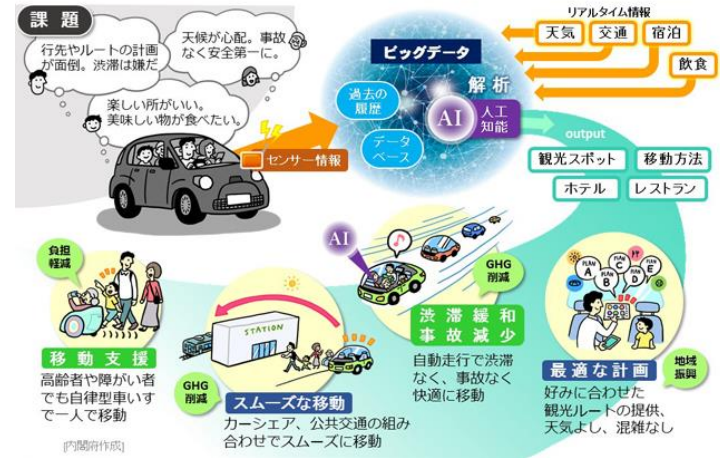 課題
行先やルートの計画
が面倒。渋滞は嫌だ
天候が心配。事故
なく安全第一に。
楽しい所がいい。
美味しい物が食べたい。
センサー情報
ビッグデータ
過去の
履歴
解析
AI
人工
知能
データ
ベース
リアルタイム情報
天気
交通
宿泊
飲食
output
観光スポット
移動方法
ホテル
レストラン
負担
軽減
移動支援
高齢者や障がい者
でも自律型車いす
で一人で移動
[内閣府作成]
STATION
GHG
削減
スムーズな移動
カーシェア、公共交通の組み
合わせでスムーズに移動
AI
GHG
削減
渋滞緩和
事故減少
自動走行で渋滞
なく、事故なく
快適に移動
PLAN
A
PLAN
B
PLAN
C
PLAN
D
PLAN
E
最適な計画
地域
振興
好みに合わせた
観光ルートの提供、
天気よし、混雑なし